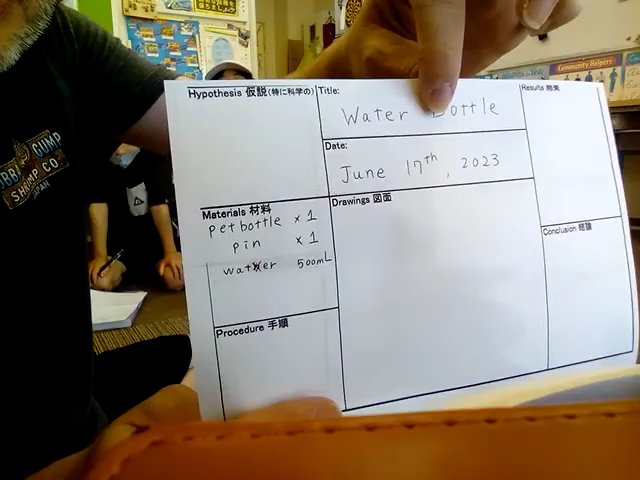 Hypothesis 仮説(特に科学の)
Title:
Water Bottle
Date:
June 17th, 2023
Results 結果
Materials 材料
petbottle x 1
pin x 1
water 500mL
Drawings 図面
Conclusion 結論
Procedure 手順
Community Helpers
GUMP
SHRIMP CO.
JAPAN